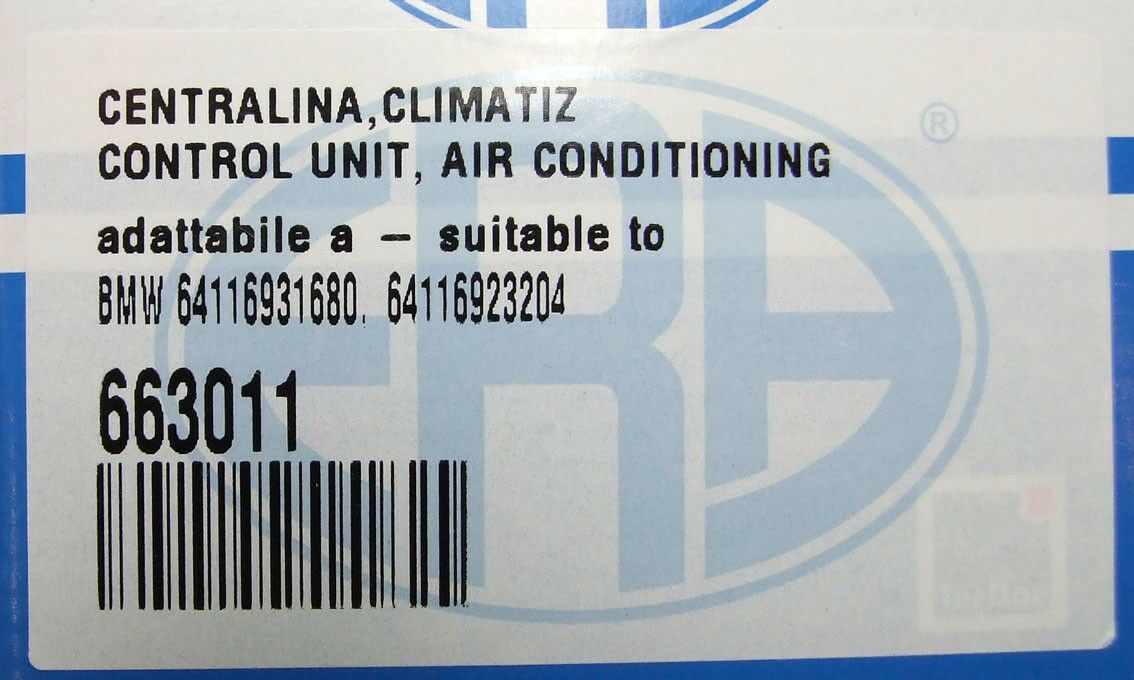 CENTRALINA,CLIMATIZ
CONTROL UNIT, AIR CONDITIONING
adattabile a – suitable to
BMW 64116931680. 64116923204
663011
ERA
®